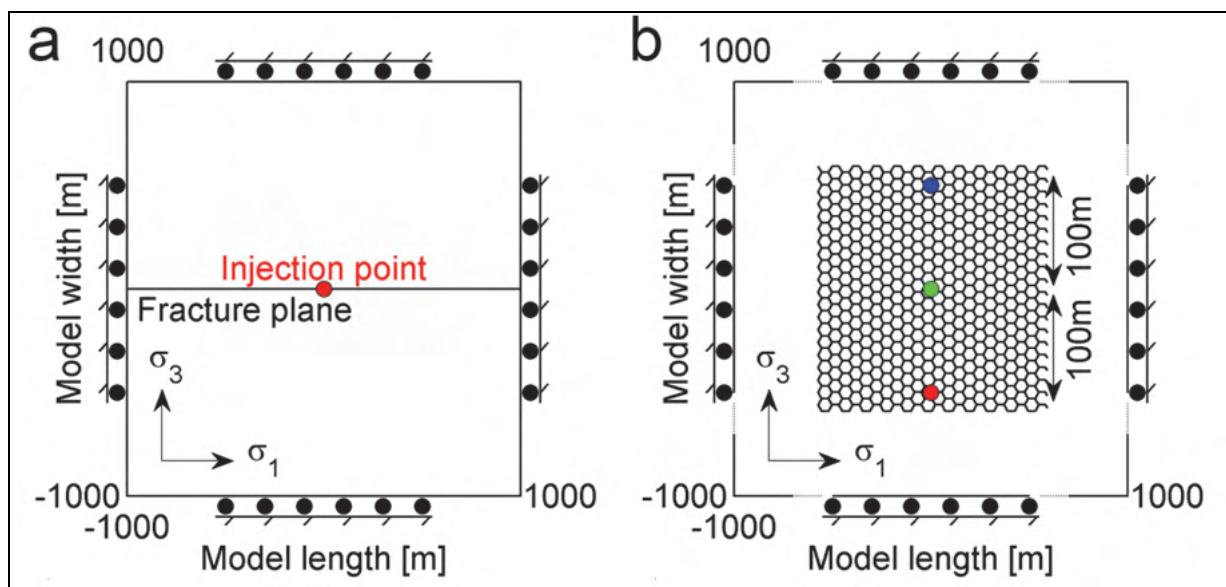 a
1000
Model width [m]
Injection point
Fracture plane
σ3
σ1
-1000
-1000
1000
Model length [m]
b
1000
Model width [m]
100m
100m
σ3
σ1
-1000
-1000
1000
Model length [m]